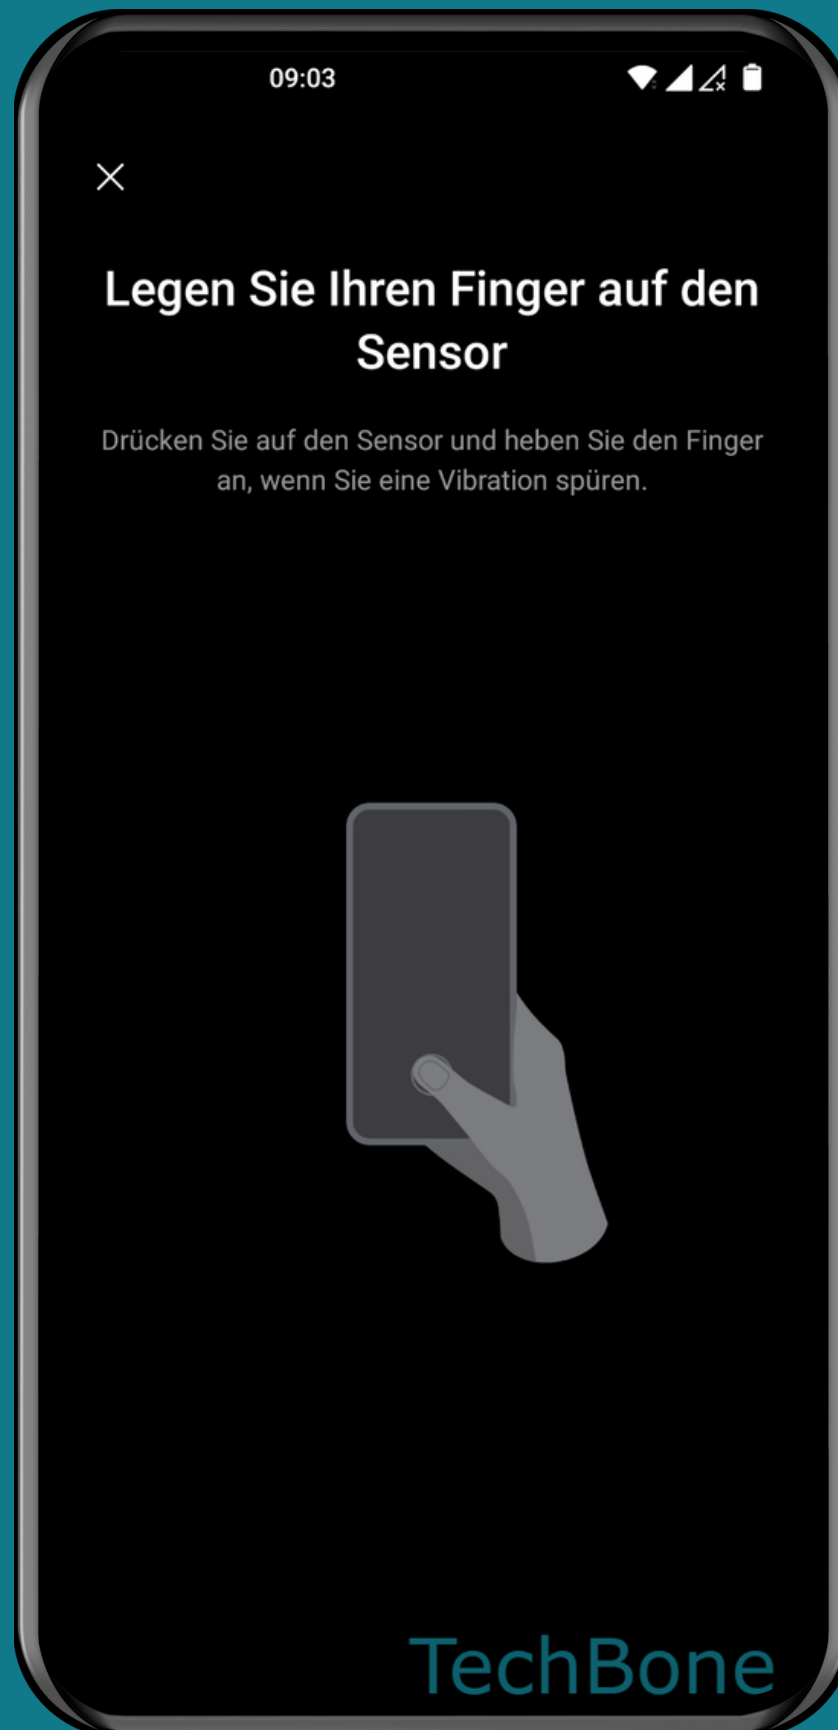 09:03
Legen Sie Ihren Finger auf den
Sensor
Drücken Sie auf den Sensor und heben Sie den Finger
an, wenn Sie eine Vibration spüren.
TechBone